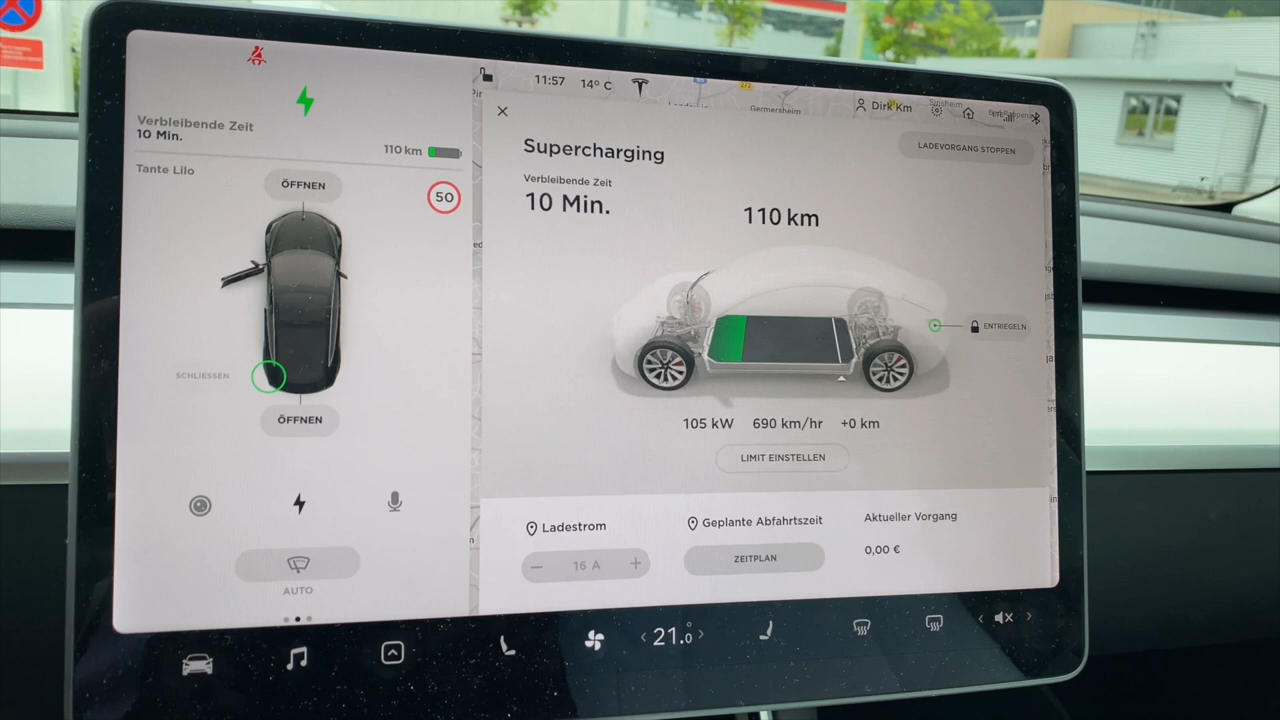 11:57
14° C
Dirk Km
Germersheim
Sinsheim
Verbleibende Zeit
10 Min.
110 km
Tante Lilo
ÖFFNEN
50
SCHLIESSEN
ÖFFNEN
AUTO
Supercharging
LADEVORGANG STOPPEN
Verbleibende Zeit
10 Min.
110 km
ENTRIEGELN
105 kW 690 km/hr +0 km
LIMIT EINSTELLEN
Ladestrom
16 A
Geplante Abfahrtszeit
ZEITPLAN
Aktueller Vorgang
0,00 €
21.0